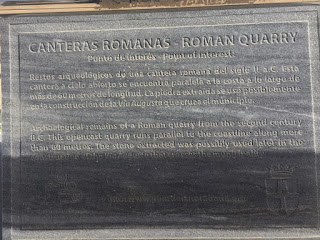 CANTERAS ROMANAS - ROMAN QUARRY
Punto de interés - Point of interest
Restos arqueológicos de una cantera romana del siglo II a.C. Esta
cantera a cielo abierto se encuentra paralela a la costa a lo largo de
más de 60 metros de longitud. La piedra extraída se usó posiblemente
en la construcción de la Vía Augusta que cruza el municipio.
Archaelogical remains of a Roman quarry from the second century
B.C. This opencast quarry runs parallel to the coastline along more
than 60 metres. The stone extracted was possibly used later in the